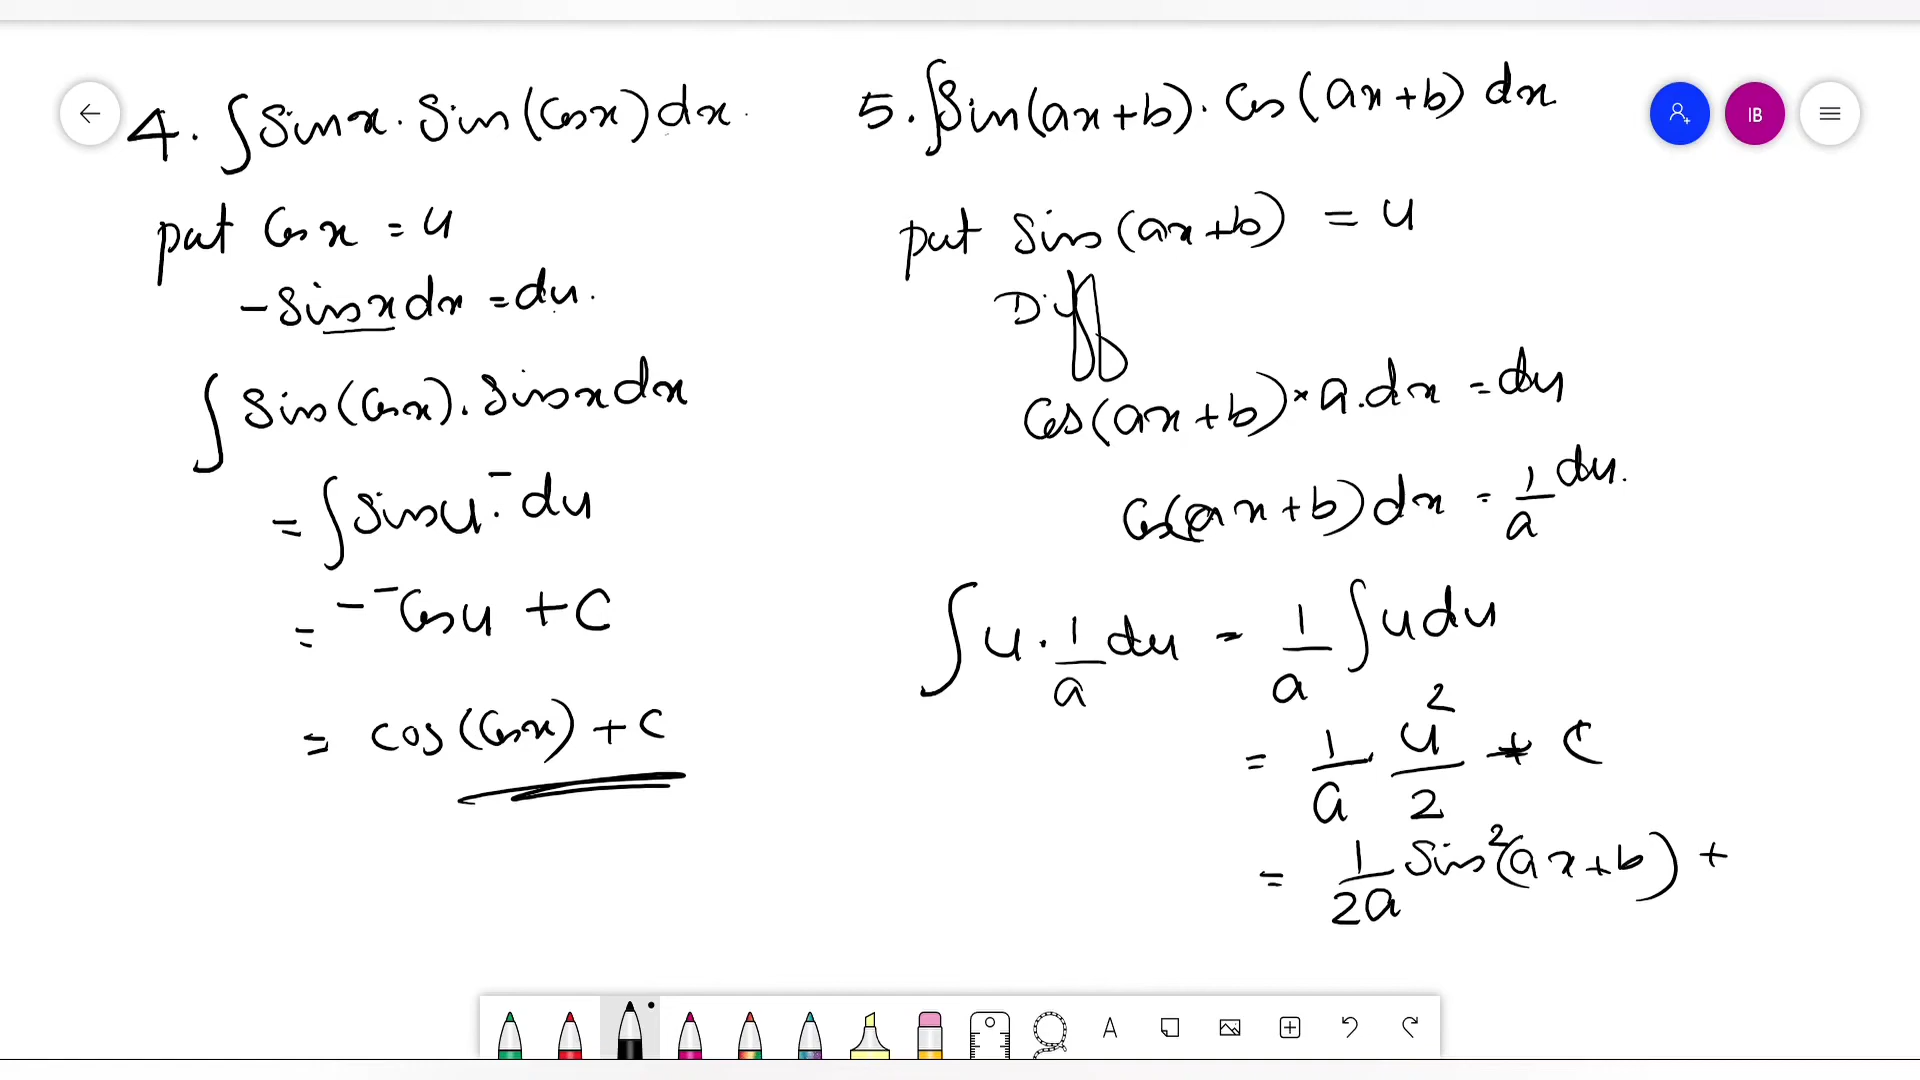 4. ∫ Sinx. Sin(Cosx) dx.
put Cosx = u
- Sinx dx = du.
∫ Sin(Cosx). Sinx dx
= ∫ Sinu. - du
= - - Cosu + C
= cos(Cosx) + C
5. ∫ Sin(ax+b). Cos(ax+b) dx
put Sin(ax+b) = u
Diff
Cos(ax+b) × a.dx = du
Cos(ax+b) dx = 1/a du.
∫ u. 1/a du = 1/a ∫ u du
= 1/a u²/2 + C
= 1/2a Sin²(ax+b) +
IB
A